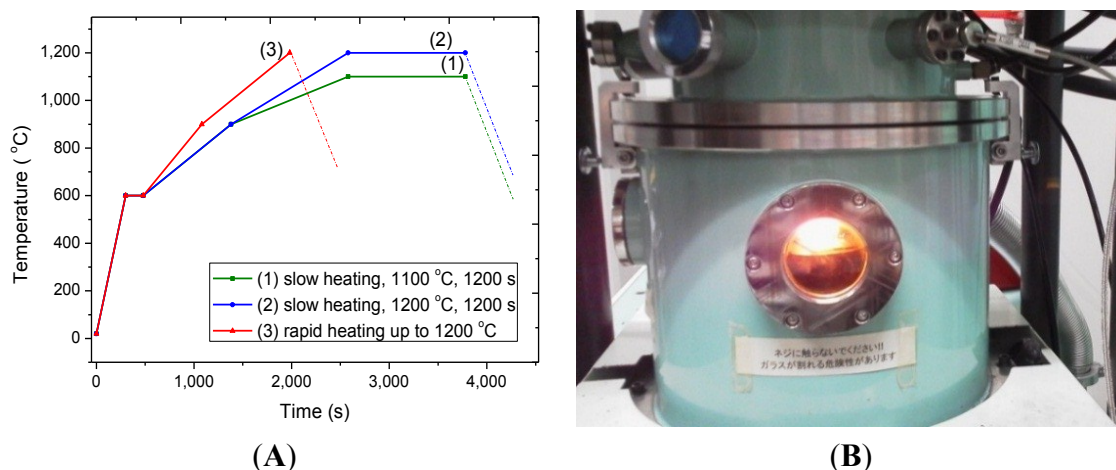 1,200
1,000
800
600
400
200
0
Temperature ( °C)
(3)
(2)
(1)
(1) slow heating, 1100 °C, 1200 s
(2) slow heating, 1200 °C, 1200 s
(3) rapid heating up to 1200 °C
0
1,000
2,000
3,000
4,000
Time (s)
(A)
ネジに触らないでください!!
ガラスが割れる危険性があります
(B)